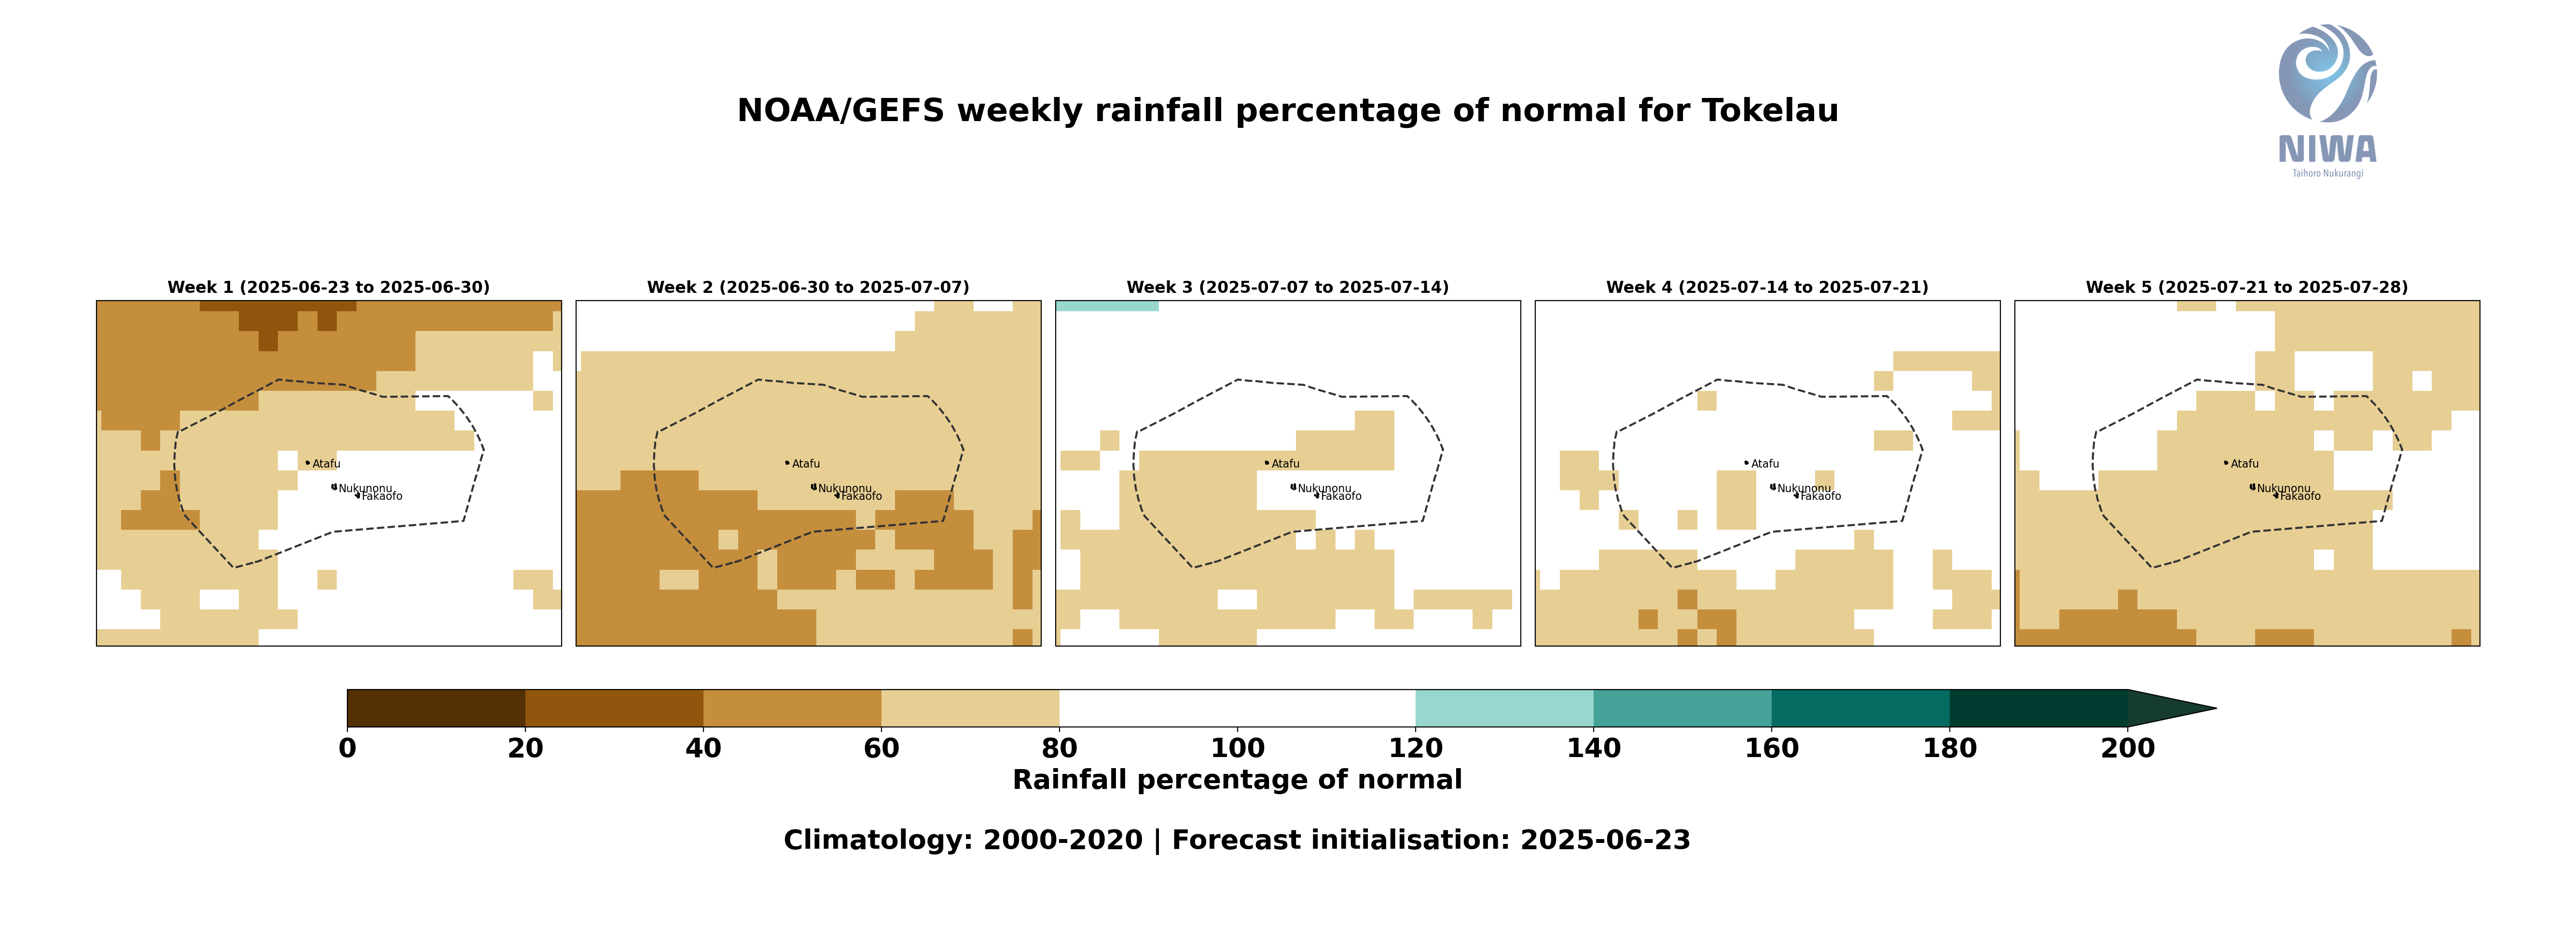 NOAA/GEFS weekly rainfall percentage of normal for Tokelau
NIWA
Taihoro Nukurangi
Week 1 (2025-06-23 to 2025-06-30)
Week 2 (2025-06-30 to 2025-07-07)
Week 3 (2025-07-07 to 2025-07-14)
Week 4 (2025-07-14 to 2025-07-21)
Week 5 (2025-07-21 to 2025-07-28)
Atafu
Nukunonu
Fakaofo
Atafu
Nukunonu
Fakaofo
Atafu
Nukunonu
Fakaofo
Atafu
Nukunonu
Fakaofo
Atafu
Nukunonu
Fakaofo
0 20 40 60 80 100 120 140 160 180 200
Rainfall percentage of normal
Climatology: 2000-2020 | Forecast initialisation: 2025-06-23